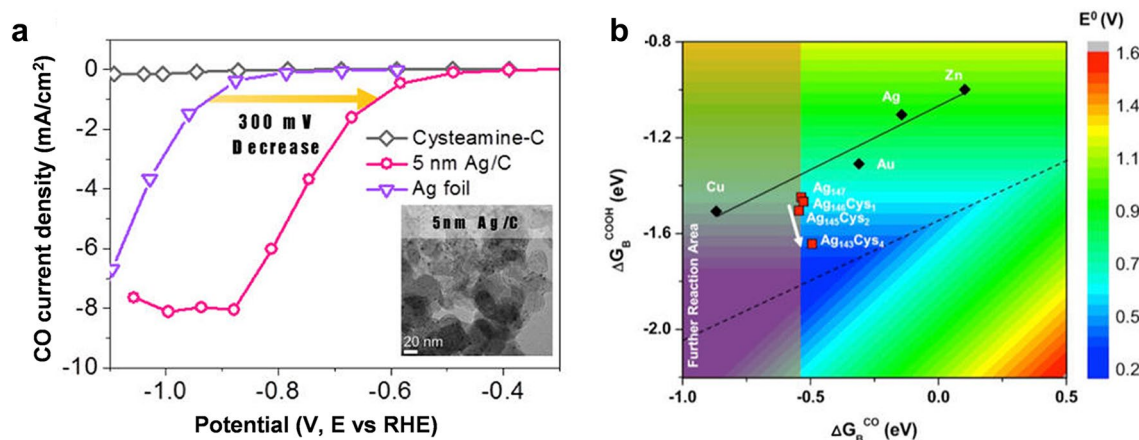 a
CO current density (mA/cm²)
0
-2
-4
-6
-8
-10
-1.0
-0.8
-0.6
-0.4
Potential (V, E vs RHE)
300 mV
Decrease
Cysteamine-C
5 nm Ag/C
Ag foil
5nm Ag/C
20 nm
b
ΔG_B^COOH (eV)
-0.8
-1.2
-1.6
-2.0
-1.0
-0.5
0.0
0.5
ΔG_B^CO (eV)
Further Reaction Area
Zn
Ag
Au
Cu
Ag₁₄₇
Ag₁₄₆Cys₁
Ag₁₄₅Cys₂
Ag₁₄₃Cys₄
E⁰ (V)
1.6
1.3
1.2
1.0
0.9
0.7
0.5
0.4
0.2